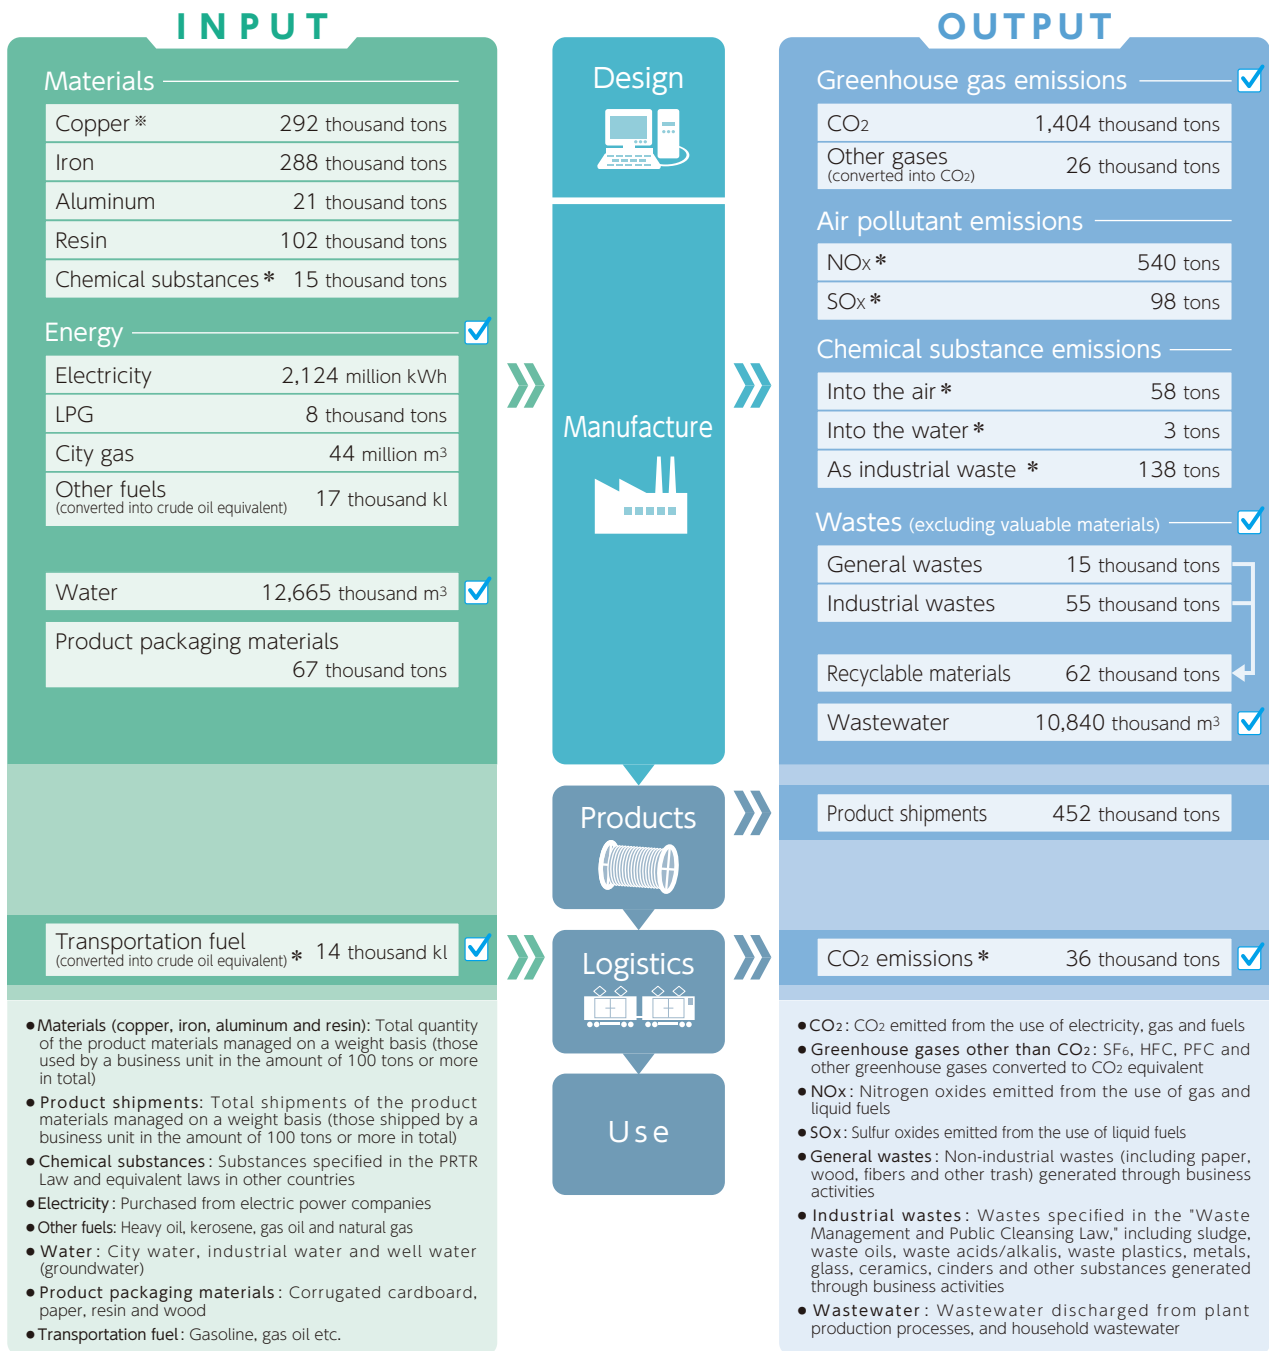 INPUT
Materials
Copper ※ 292 thousand tons
Iron 288 thousand tons
Aluminum 21 thousand tons
Resin 102 thousand tons
Chemical substances * 15 thousand tons
Energy
Electricity 2,124 million kWh
LPG 8 thousand tons
City gas 44 million m3
Other fuels
(converted into crude oil equivalent) 17 thousand kl
Water 12,665 thousand m3
Product packaging materials
67 thousand tons
Transportation fuel
(converted into crude oil equivalent) * 14 thousand kl
●Materials (copper, iron, aluminum and resin): Total quantity
of the product materials managed on a weight basis (those
used by a business unit in the amount of 100 tons or more
in total)
●Product shipments: Total shipments of the product
materials managed on a weight basis (those shipped by a
business unit in the amount of 100 tons or more in total)
●Chemical substances: Substances specified in the PRTR
Law and equivalent laws in other countries
●Electricity: Purchased from electric power companies
●Other fuels: Heavy oil, kerosene, gas oil and natural gas
●Water: City water, industrial water and well water
(groundwater)
●Product packaging materials: Corrugated cardboard,
paper, resin and wood
●Transportation fuel: Gasoline, gas oil etc.
Design
Manufacture
Products
Logistics
Use
OUTPUT
Greenhouse gas emissions
CO2 1,404 thousand tons
Other gases
(converted into CO2) 26 thousand tons
Air pollutant emissions
NOx * 540 tons
SOx * 98 tons
Chemical substance emissions
Into the air * 58 tons
Into the water * 3 tons
As industrial waste * 138 tons
Wastes (excluding valuable materials)
General wastes 15 thousand tons
Industrial wastes 55 thousand tons
Recyclable materials 62 thousand tons
Wastewater 10,840 thousand m3
Product shipments 452 thousand tons
CO2 emissions * 36 thousand tons
●CO2: CO2 emitted from the use of electricity, gas and fuels
●Greenhouse gases other than CO2: SF6, HFC, PFC and
other greenhouse gases converted to CO2 equivalent
●NOx: Nitrogen oxides emitted from the use of gas and
liquid fuels
●SOx: Sulfur oxides emitted from the use of liquid fuels
●General wastes: Non-industrial wastes (including paper,
wood, fibers and other trash) generated through business
activities
●Industrial wastes: Wastes specified in the "Waste
Management and Public Cleansing Law," including sludge,
waste oils, waste acids/alkalis, waste plastics, metals,
glass, ceramics, cinders and other substances generated
through business activities
●Wastewater: Wastewater discharged from plant
production processes, and household wastewater